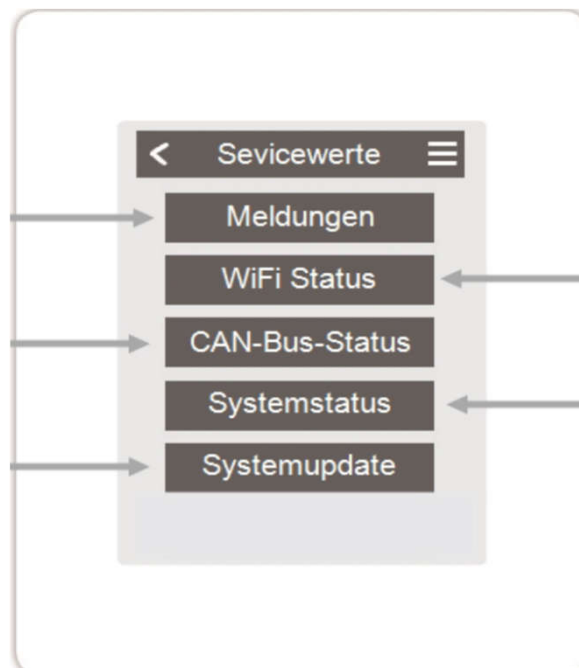 Sevicewerte
Meldungen
WiFi Status
CAN-Bus-Status
Systemstatus
Systemupdate